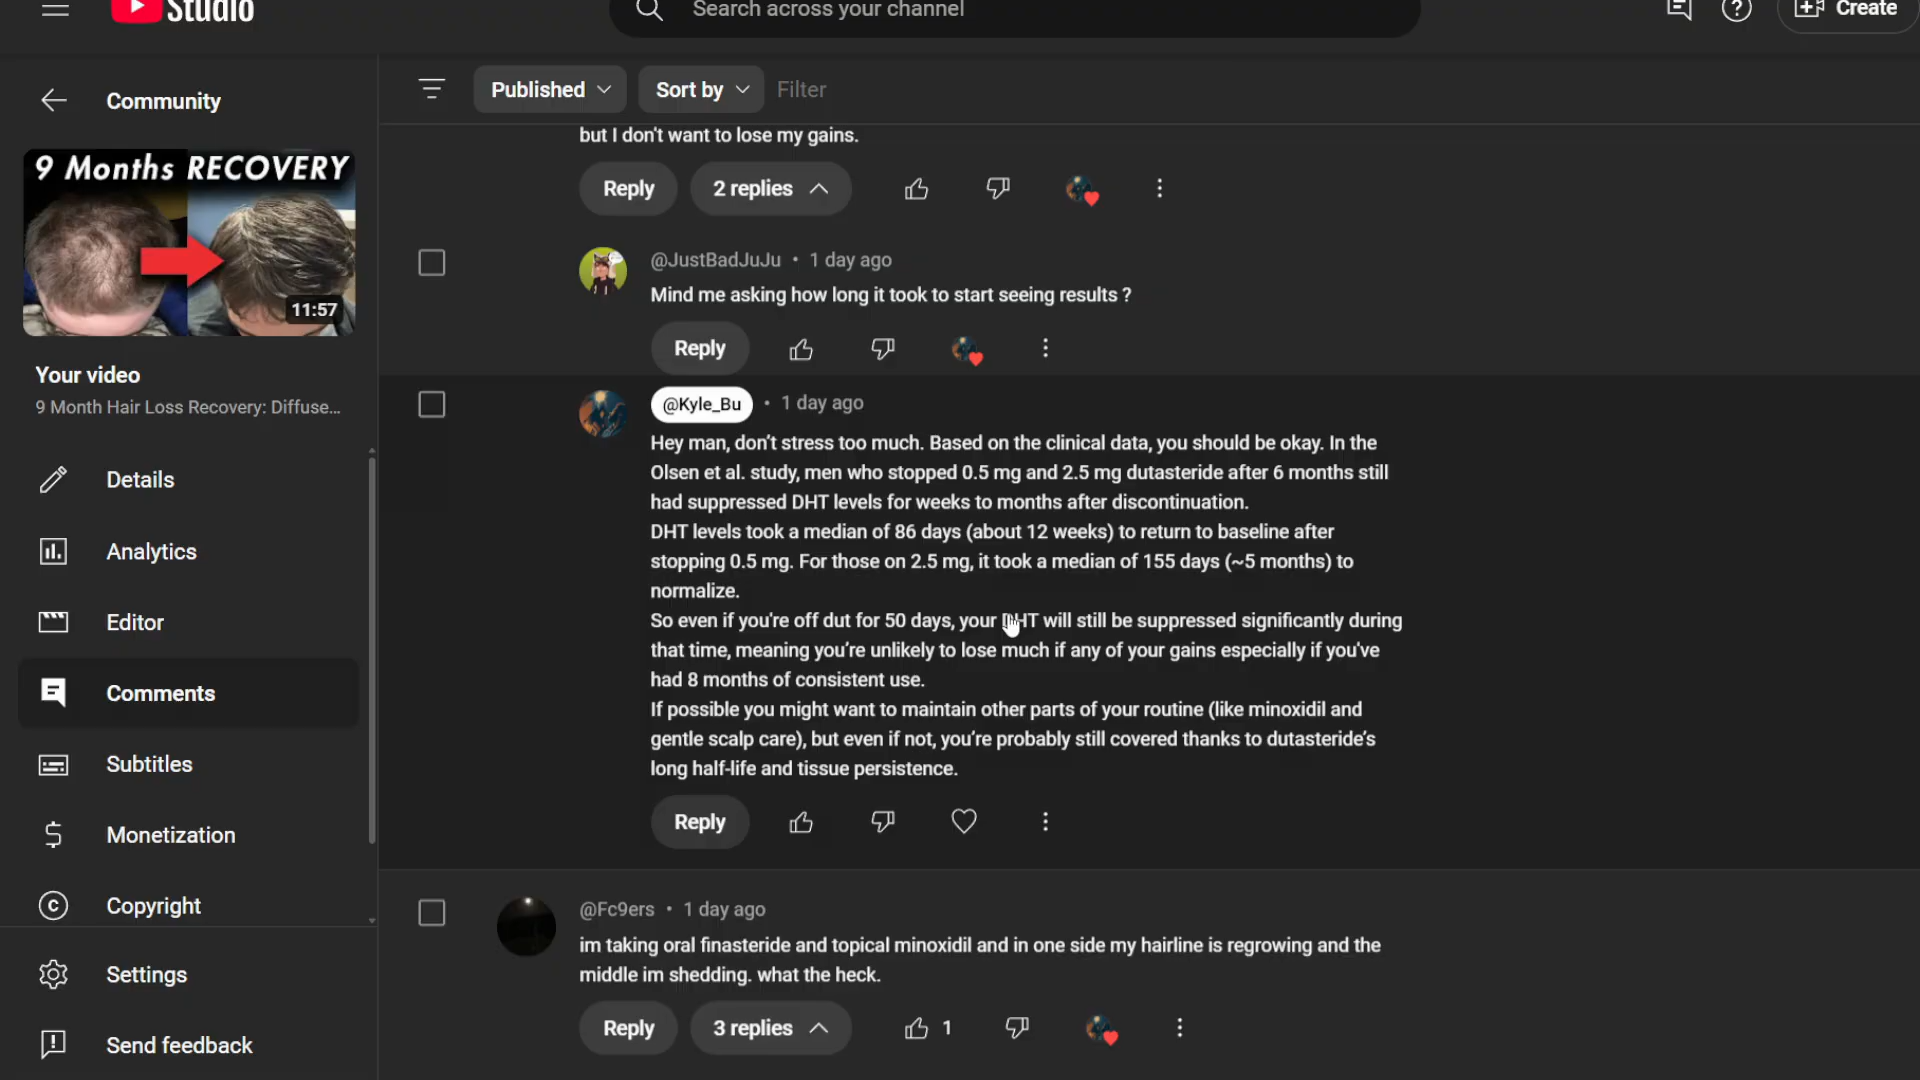 Studio
Search across your channel
Create
Community
Published
Sort by
Filter
9 Months RECOVERY
11:57
Your video
9 Month Hair Loss Recovery: Diffuse...
Details
Analytics
Editor
Comments
Subtitles
Monetization
Copyright
Settings
Send feedback
but I don't want to lose my gains.
Reply
2 replies
@JustBadJuJu • 1 day ago
Mind me asking how long it took to start seeing results ?
Reply
@Kyle_Bu • 1 day ago
Hey man, don't stress too much. Based on the clinical data, you should be okay. In the
Olsen et al. study, men who stopped 0.5 mg and 2.5 mg dutasteride after 6 months still
had suppressed DHT levels for weeks to months after discontinuation.
DHT levels took a median of 86 days (about 12 weeks) to return to baseline after
stopping 0.5 mg. For those on 2.5 mg, it took a median of 155 days (~5 months) to
normalize.
So even if you're off dut for 50 days, your DHT will still be suppressed significantly during
that time, meaning you're unlikely to lose much if any of your gains especially if you've
had 8 months of consistent use.
If possible you might want to maintain other parts of your routine (like minoxidil and
gentle scalp care), but even if not, you're probably still covered thanks to dutasteride's
long half-life and tissue persistence.
Reply
@Fc9ers • 1 day ago
im taking oral finasteride and topical minoxidil and in one side my hairline is regrowing and the
middle im shedding. what the heck.
Reply
3 replies
1